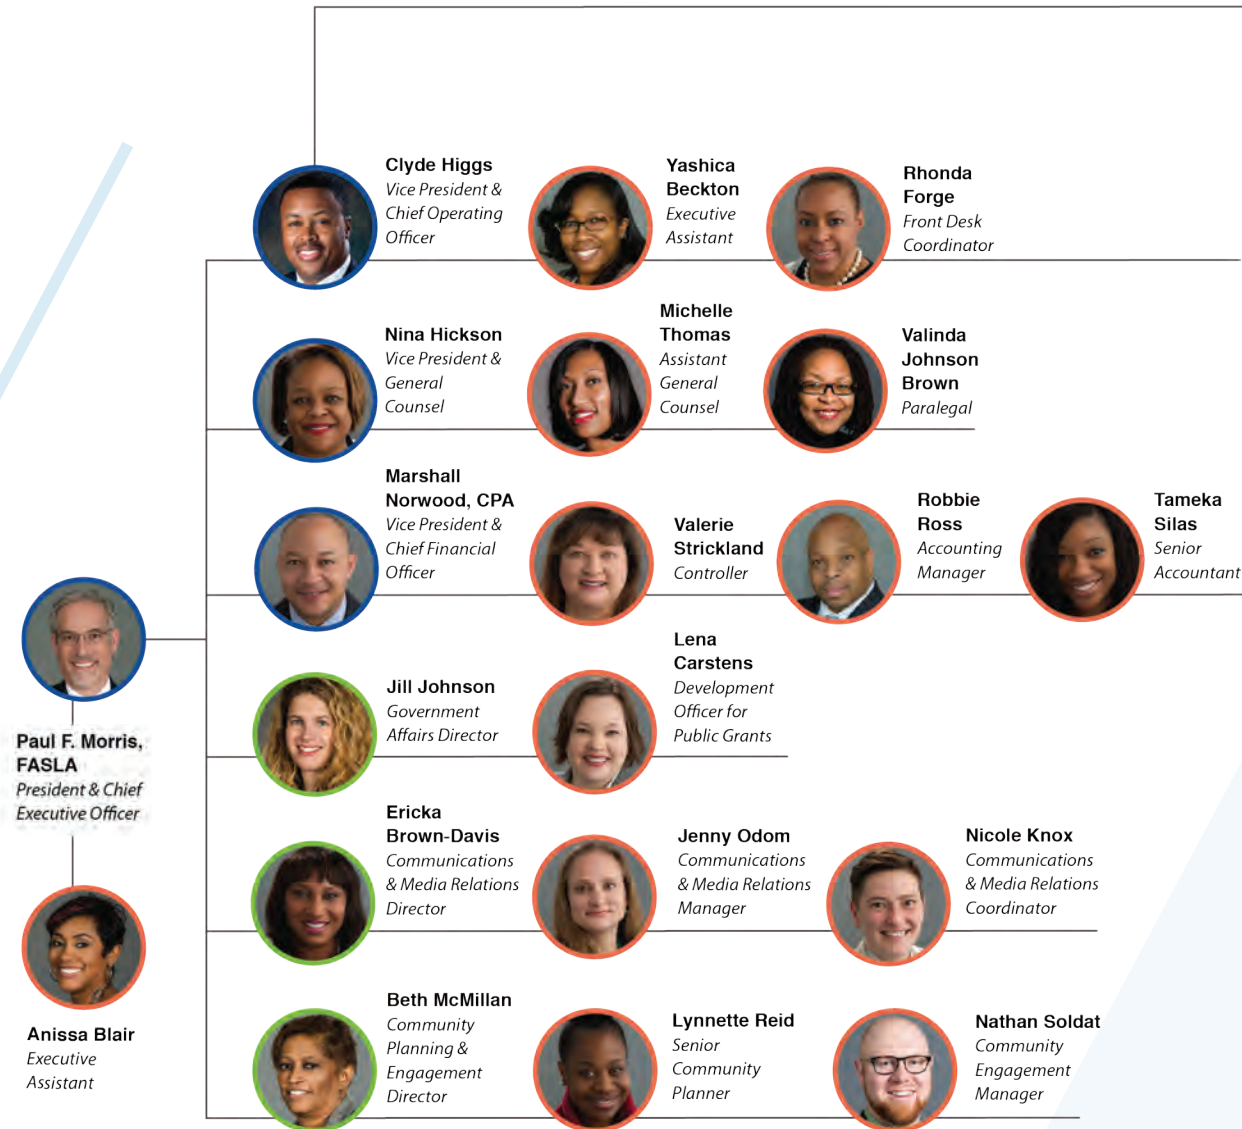 Clyde Higgs
Vice President &
Chief Operating
Officer
Yashica
Beckton
Executive
Assistant
Rhonda
Forge
Front Desk
Coordinator
Nina Hickson
Vice President &
General
Counsel
Michelle
Thomas
Assistant
General
Counsel
Valinda
Johnson
Brown
Paralegal
Marshall
Norwood, CPA
Vice President &
Chief Financial
Officer
Valerie
Strickland
Controller
Robbie
Ross
Accounting
Manager
Tameka
Silas
Senior
Accountant
Paul F. Morris,
FASLA
President & Chief
Executive Officer
Jill Johnson
Government
Affairs Director
Lena
Carstens
Development
Officer for
Public Grants
Ericka
Brown-Davis
Communications
& Media Relations
Director
Jenny Odom
Communications
& Media Relations
Manager
Nicole Knox
Communications
& Media Relations
Coordinator
Anissa Blair
Executive
Assistant
Beth McMillan
Community
Planning &
Engagement
Director
Lynnette Reid
Senior
Community
Planner
Nathan Soldat
Community
Engagement
Manager